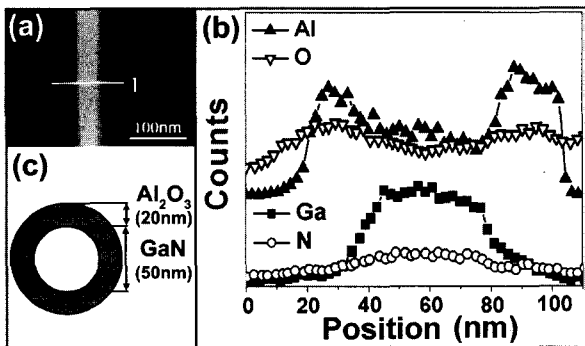 (a)
1
100nm
(c)
Al₂O₃
(20nm)
GaN
(50nm)
(b)
Al
O
Ga
N
Counts
0 20 40 60 80 100
Position (nm)